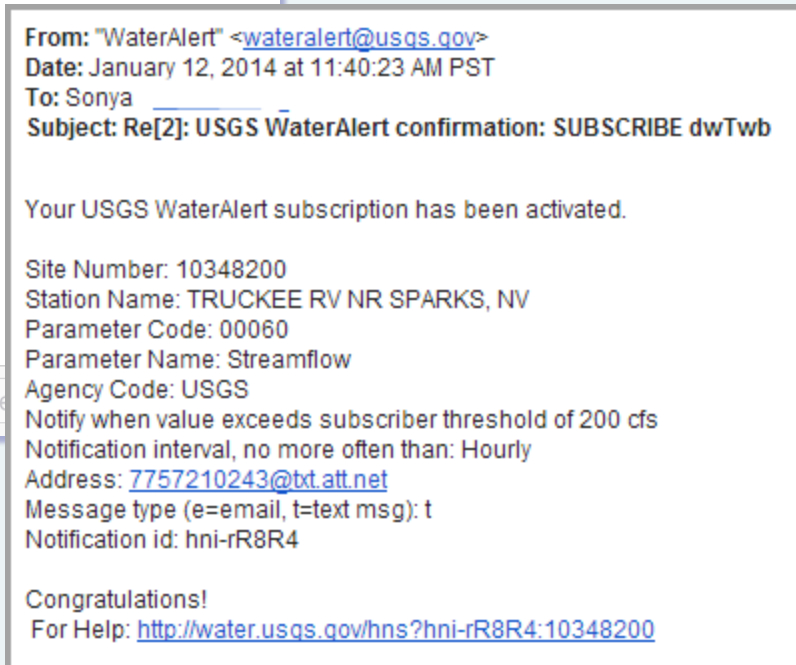 From: "WaterAlert" <wateralert@usgs.gov>
Date: January 12, 2014 at 11:40:23 AM PST
To: Sonya
Subject: Re[2]: USGS WaterAlert confirmation: SUBSCRIBE dwTwb
Your USGS WaterAlert subscription has been activated.
Site Number: 10348200
Station Name: TRUCKEE RV NR SPARKS, NV
Parameter Code: 00060
Parameter Name: Streamflow
Agency Code: USGS
Notify when value exceeds subscriber threshold of 200 cfs
Notification interval, no more often than: Hourly
Address: 7757210243@txt.att.net
Message type (e=email, t=text msg): t
Notification id: hni-rR8R4
Congratulations!
For Help: http://water.usgs.gov/hns?hni-rR8R4:10348200